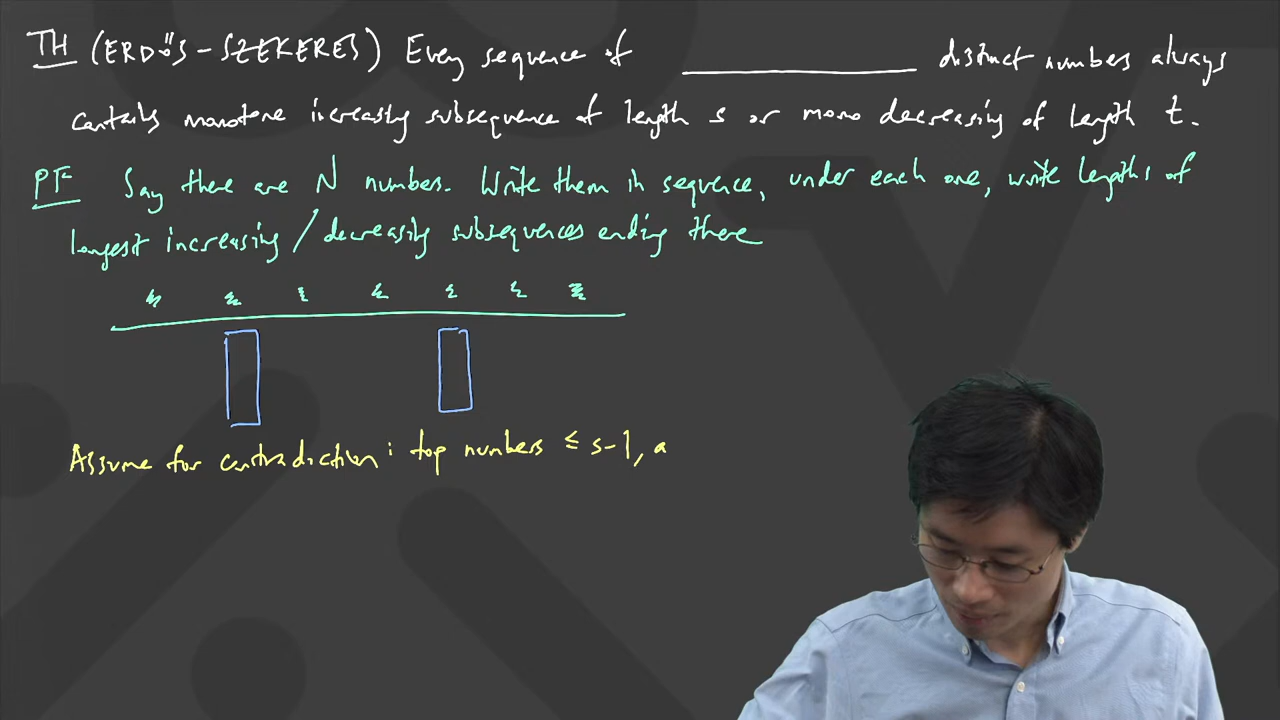 TH (ERDŐS-SZEKERES) Every sequence of __________ distinct numbers always
contains monotone increasing subsequence of length s or mono decreasing of length t.
PF Say there are N numbers. Write them in sequence, under each one, write lengths of
longest increasing / decreasing subsequences ending there
Assume for contradiction: top numbers ≤ s-1, a